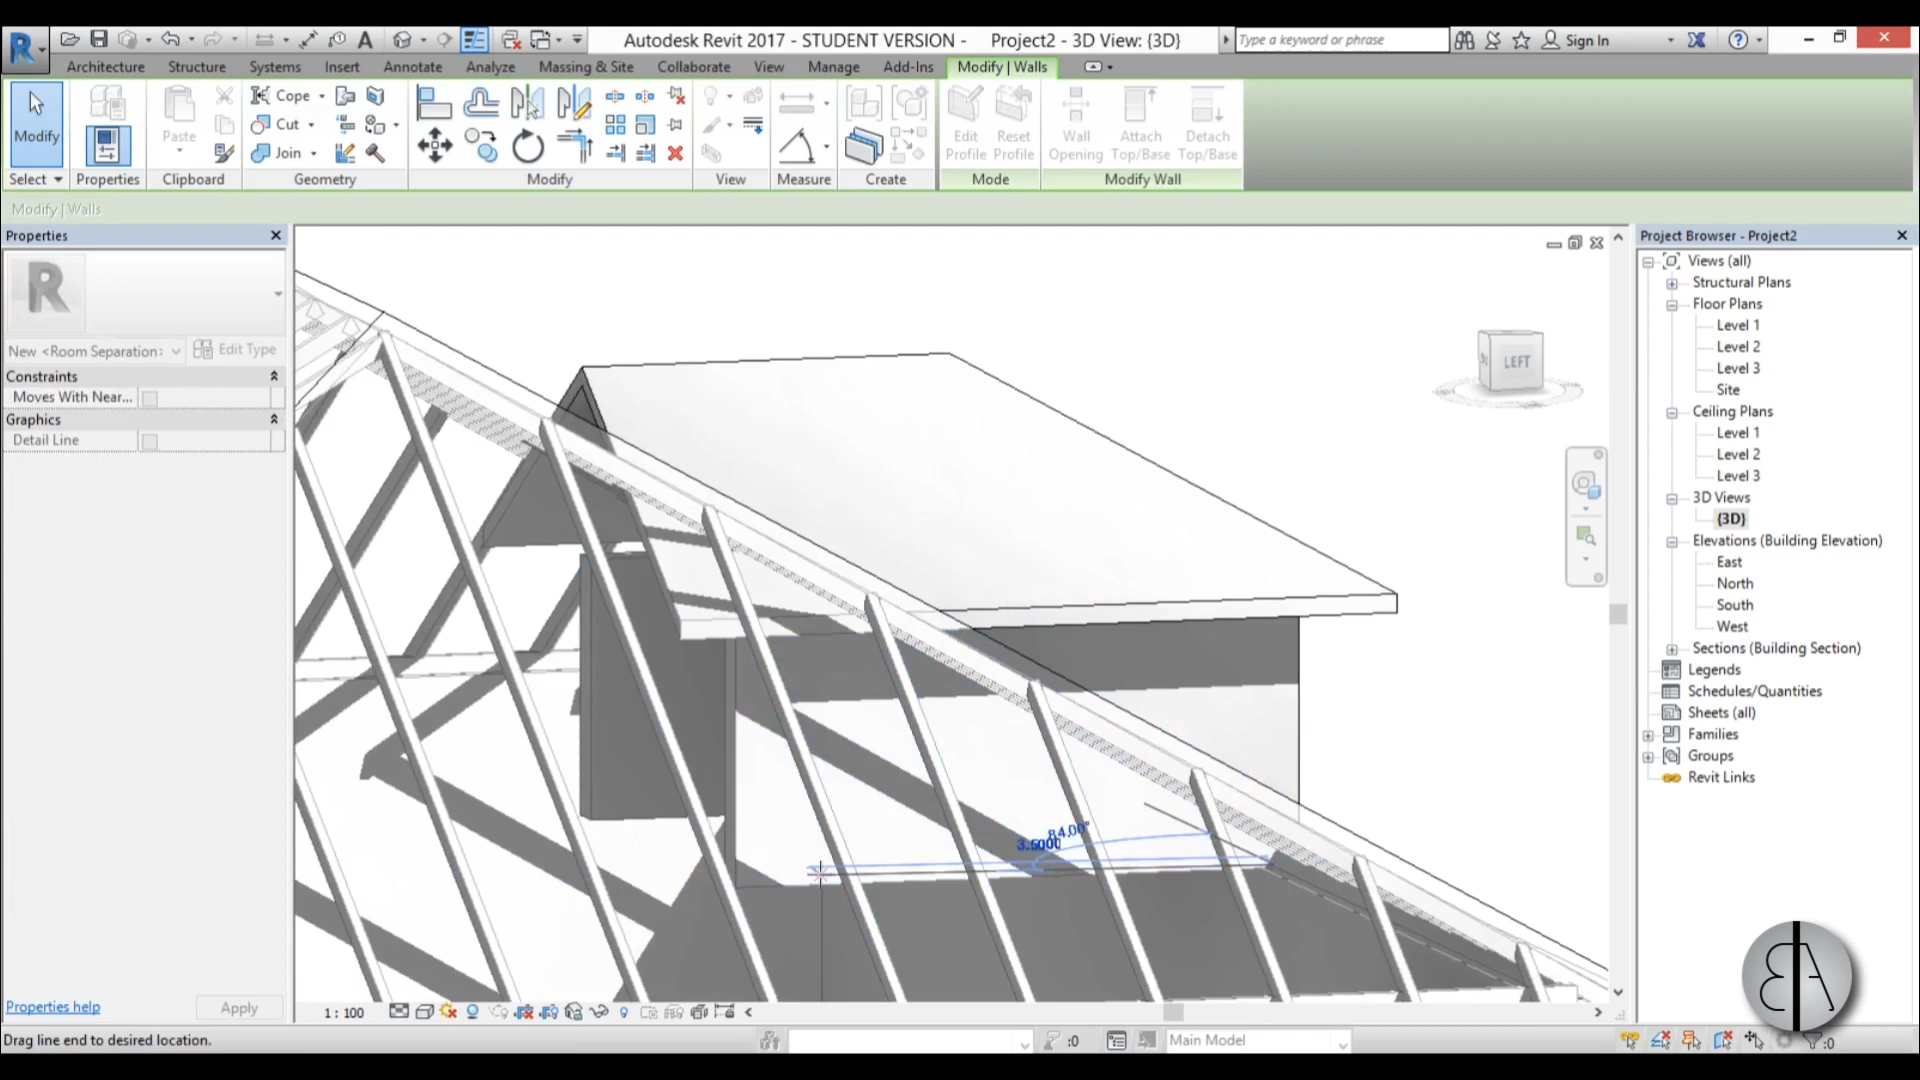 Autodesk Revit 2017 - STUDENT VERSION - Project2 - 3D View: {3D}
Type a keyword or phrase
Sign In
Architecture Structure Systems Insert Annotate Analyze Massing & Site Collaborate View Manage Add-Ins Modify | Walls
Modify
Paste
Cope
Cut
Join
Edit Profile
Reset Profile
Wall Opening
Attach Top/Base
Detach Top/Base
Select Properties Clipboard Geometry Modify View Measure Create Mode Modify Wall
Modify | Walls
Properties
New <Room Separation:
Edit Type
Constraints
Moves With Near...
Graphics
Detail Line
Properties help
Apply
LEFT
84.00°
3.5000
Project Browser - Project2
Views (all)
Structural Plans
Floor Plans
Level 1
Level 2
Level 3
Site
Ceiling Plans
Level 1
Level 2
Level 3
3D Views
{3D}
Elevations (Building Elevation)
East
North
South
West
Sections (Building Section)
Legends
Schedules/Quantities
Sheets (all)
Families
Groups
Revit Links
1 : 100
Drag line end to desired location.
:0
Main Model
:0